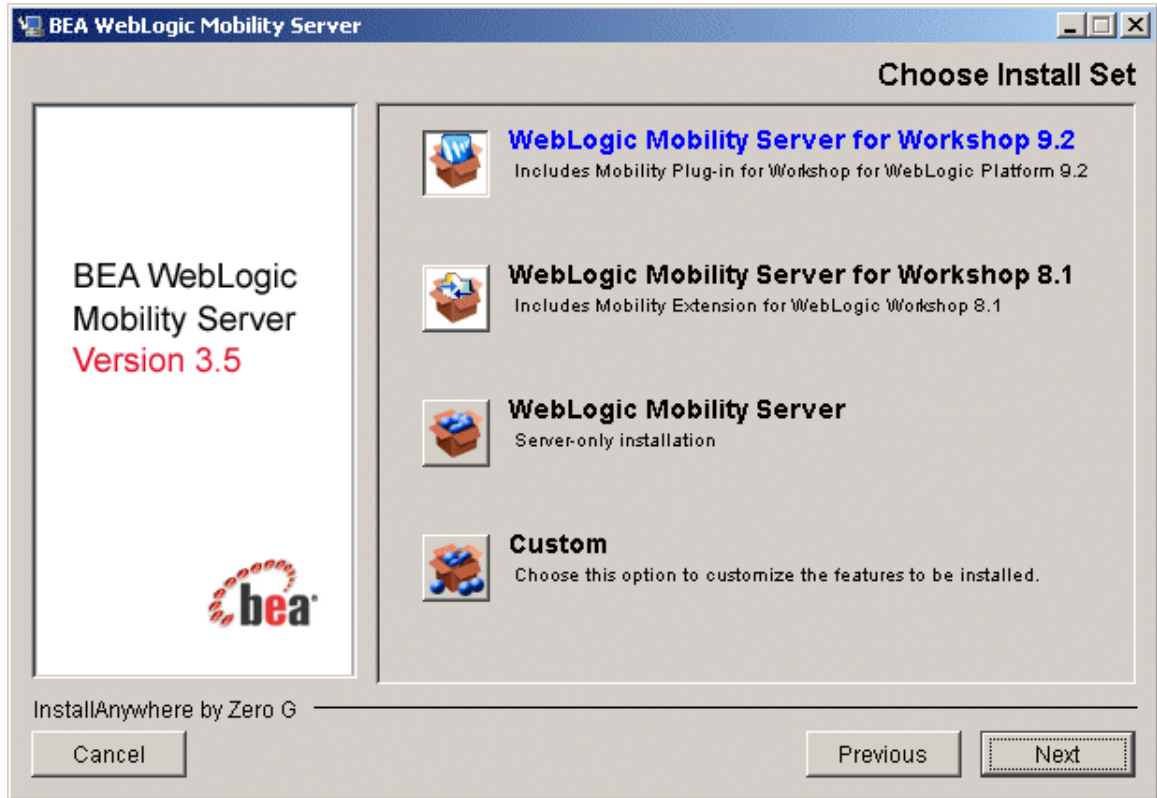 BEA WebLogic Mobility Server
Choose Install Set
BEA WebLogic
Mobility Server
Version 3.5
bea
WebLogic Mobility Server for Workshop 9.2
Includes Mobility Plug-in for Workshop for WebLogic Platform 9.2
WebLogic Mobility Server for Workshop 8.1
Includes Mobility Extension for WebLogic Workshop 8.1
WebLogic Mobility Server
Server-only installation
Custom
Choose this option to customize the features to be installed.
InstallAnywhere by Zero G
Cancel
Previous
Next